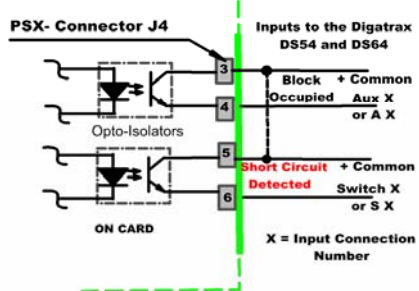 PSX- Connector J4
Inputs to the Digatrax
DS54 and DS64
3
Block
Occupied
+ Common
Aux X
or A X
4
Opto-Isolators
5
Short Circuit
Detected
+ Common
Switch X
or S X
6
ON CARD
X = Input Connection
Number